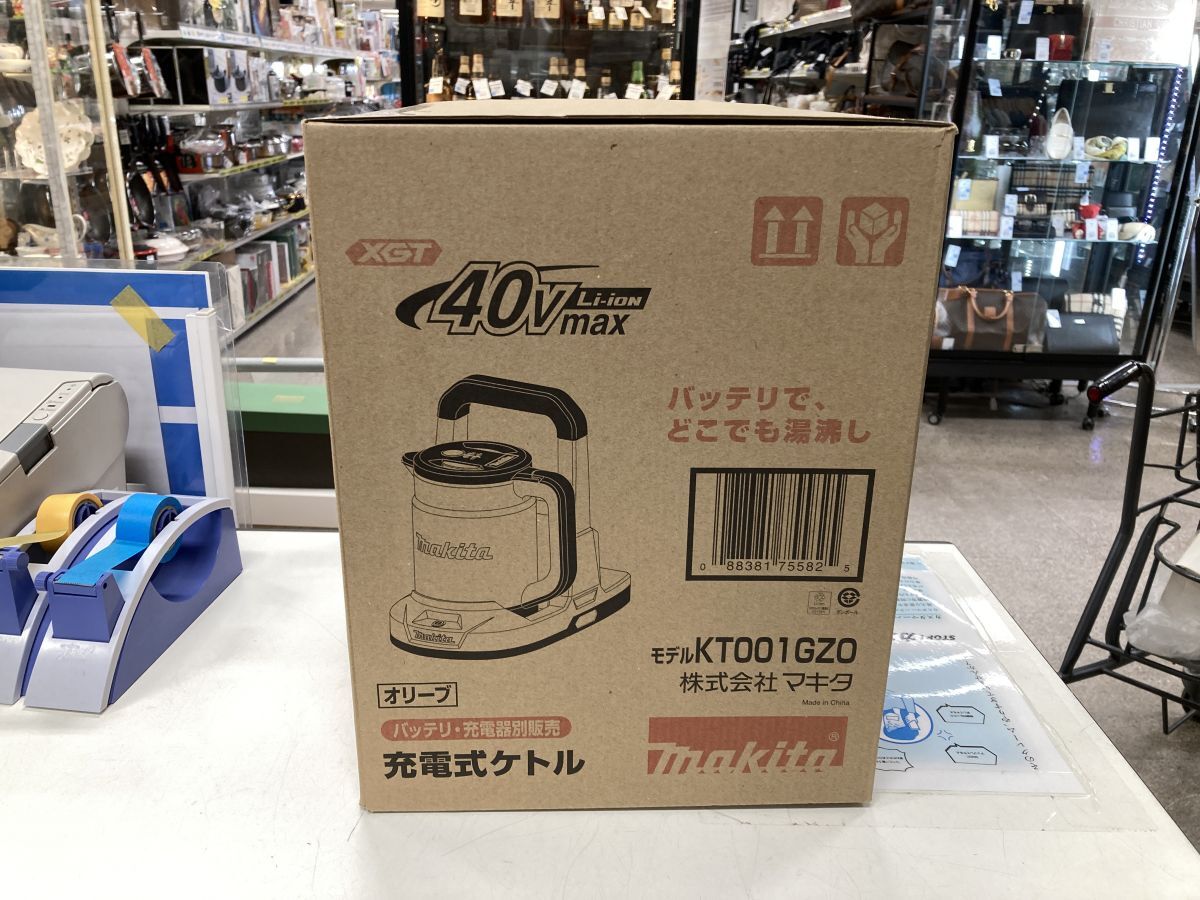 XGT
40Vmax Li-ion
バッテリで、
どこでも湯沸し
makita
makita
0 88381 75582 5
モデルKT001GZO
株式会社 マキタ
Made in China
オリーブ
バッテリ・充電器別販売
充電式ケトル
makita®